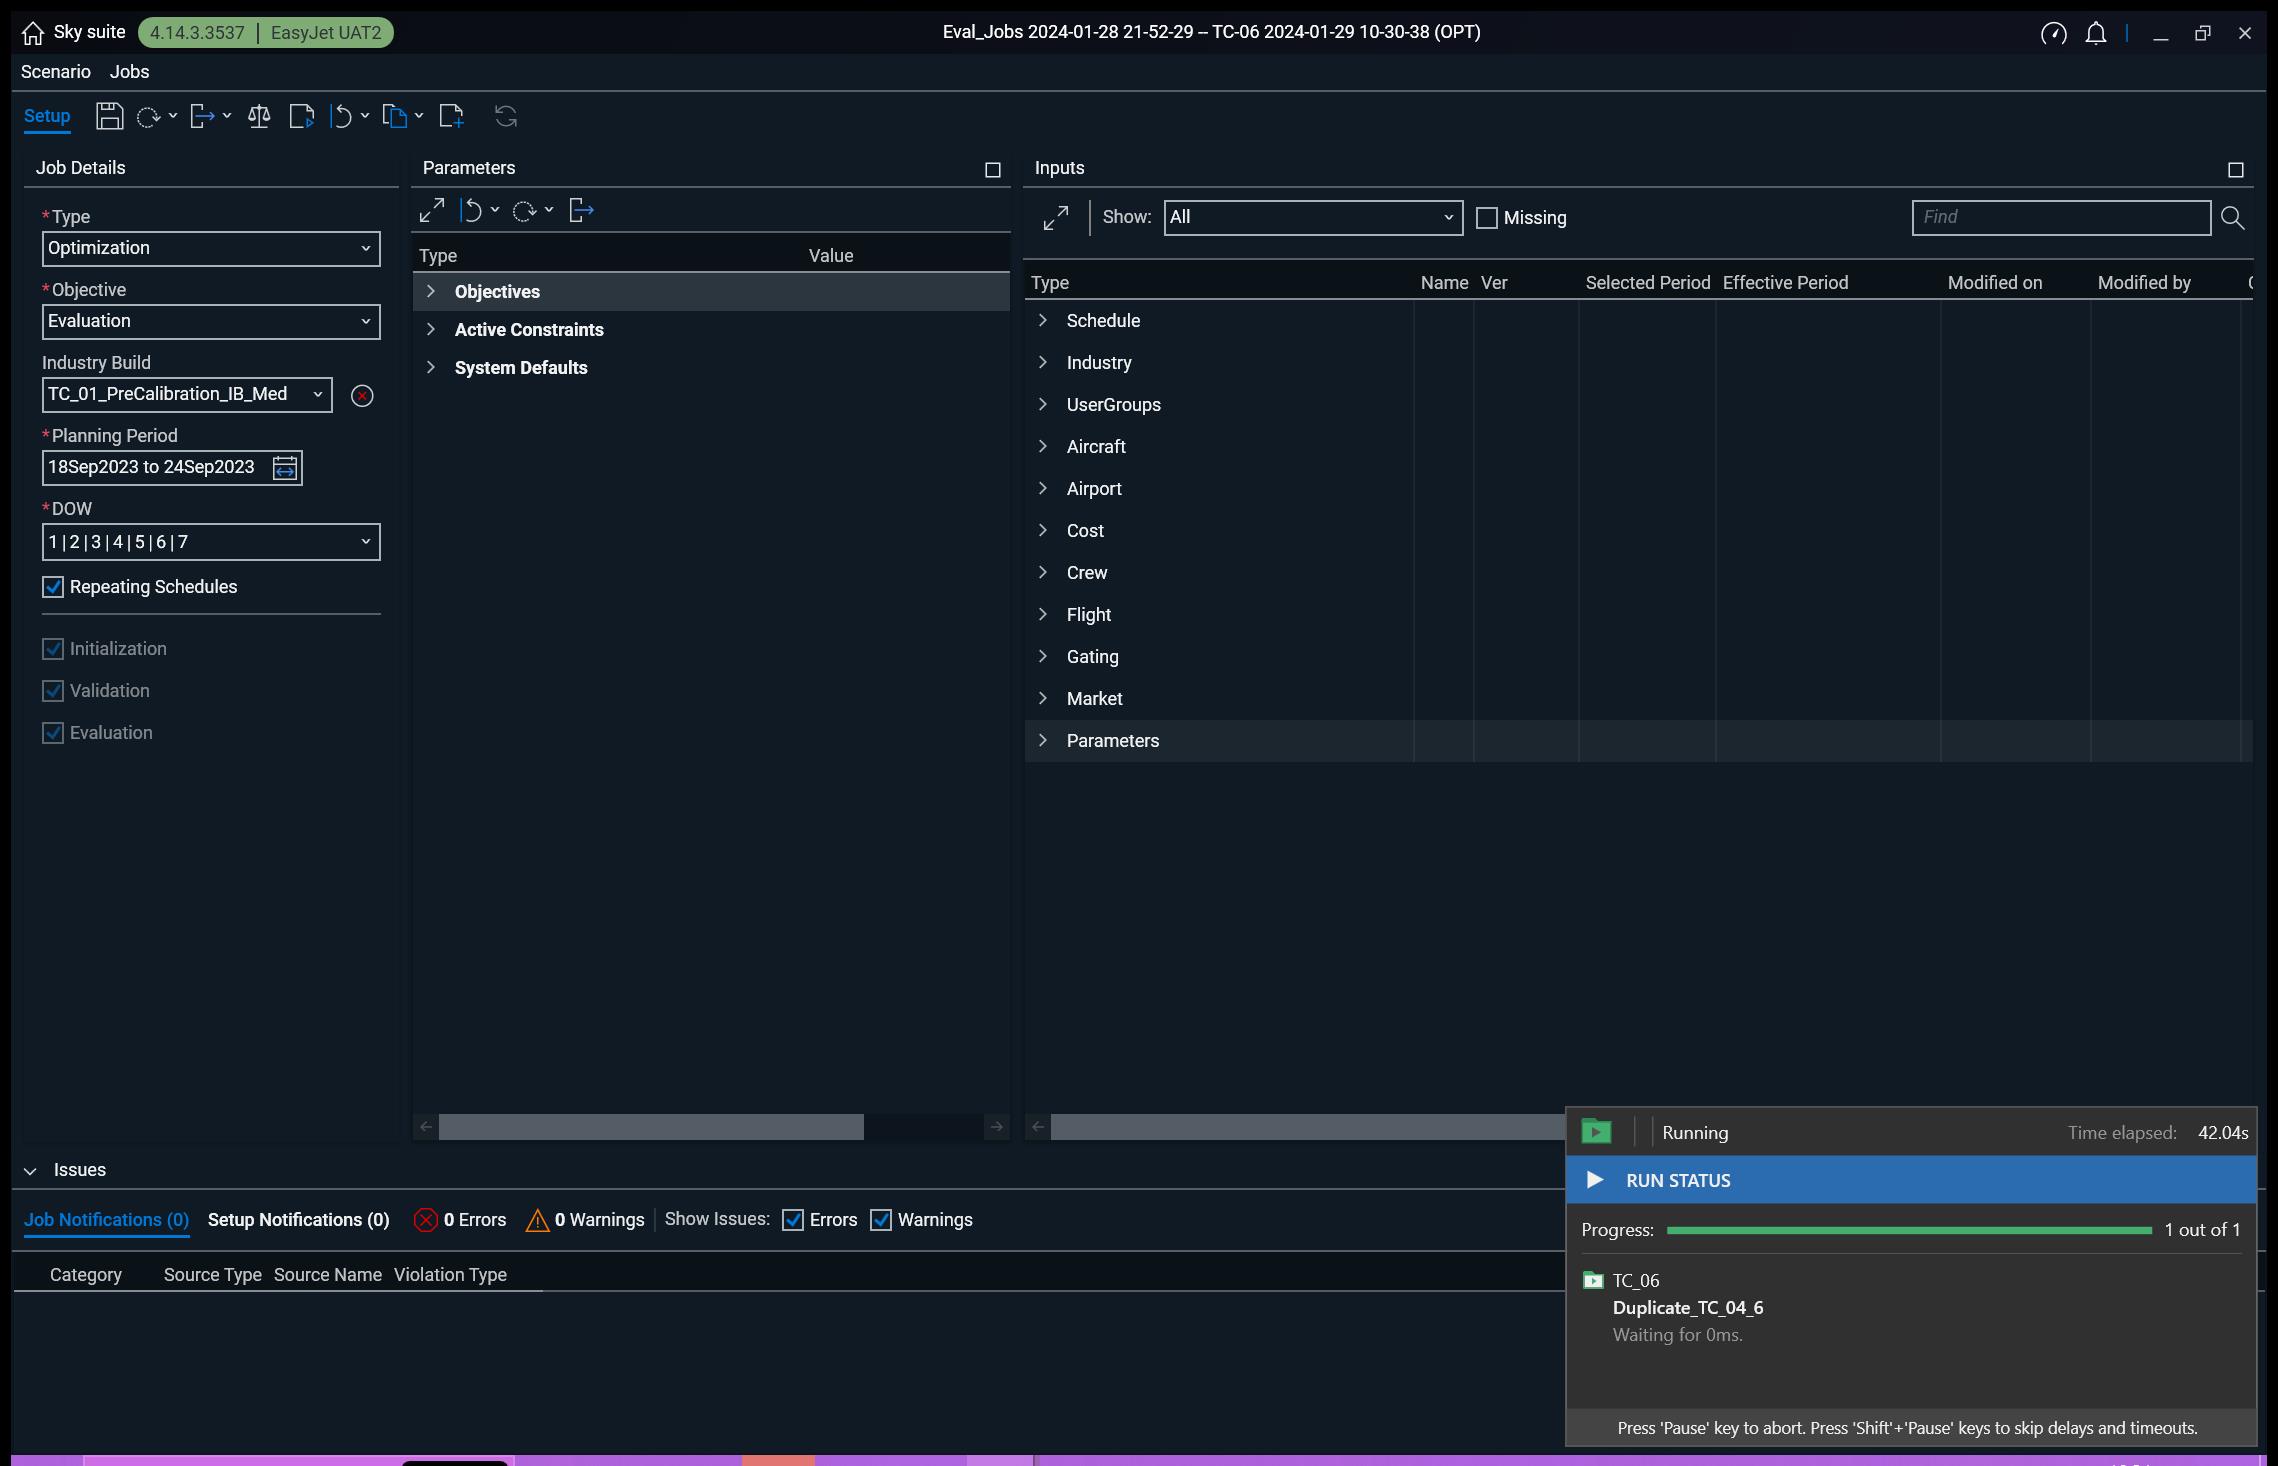 Sky suite 4.14.3.3537 | EasyJet UAT2 Eval_Jobs 2024-01-28 21-52-29 -- TC-06 2024-01-29 10-30-38 (OPT)
Scenario Jobs
Setup
Job Details
*Type
Optimization
*Objective
Evaluation
Industry Build
TC_01_PreCalibration_IB_Med
*Planning Period
18Sep2023 to 24Sep2023
*DOW
1 | 2 | 3 | 4 | 5 | 6 | 7
Repeating Schedules
Initialization
Validation
Evaluation
Parameters
Type Value
Objectives
Active Constraints
System Defaults
Inputs
Show: All Missing Find
Type Name Ver Selected Period Effective Period Modified on Modified by
Schedule
Industry
UserGroups
Aircraft
Airport
Cost
Crew
Flight
Gating
Market
Parameters
Issues
Job Notifications (0) Setup Notifications (0) 0 Errors 0 Warnings Show Issues: Errors Warnings
Category Source Type Source Name Violation Type
Running Time elapsed: 42.04s
RUN STATUS
Progress: 1 out of 1
TC_06
Duplicate_TC_04_6
Waiting for 0ms.
Press 'Pause' key to abort. Press 'Shift'+'Pause' keys to skip delays and timeouts.